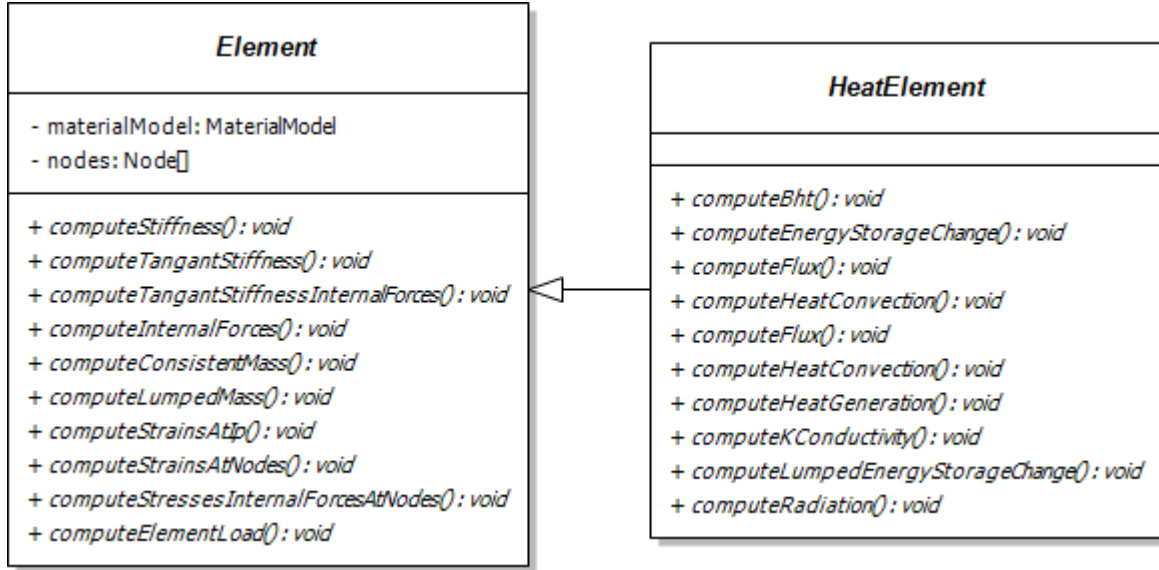 Element
- materialModel: MaterialModel
- nodes: Node[]
+ computeStiffness(): void
+ computeTangantStiffness(): void
+ computeTangantStiffnessInternalForces(): void
+ computeInternalForces(): void
+ computeConsistentMass(): void
+ computeLumpedMass(): void
+ computeStrainsAtIp(): void
+ computeStrainsAtNodes(): void
+ computeStressesInternalForcesAtNodes(): void
+ computeElementLoad(): void
HeatElement
+ computeBht(): void
+ computeEnergyStorageChange(): void
+ computeFlux(): void
+ computeHeatConvection(): void
+ computeFlux(): void
+ computeHeatConvection(): void
+ computeHeatGeneration(): void
+ computeKConductivity(): void
+ computeLumpedEnergyStorageChange(): void
+ computeRadiation(): void